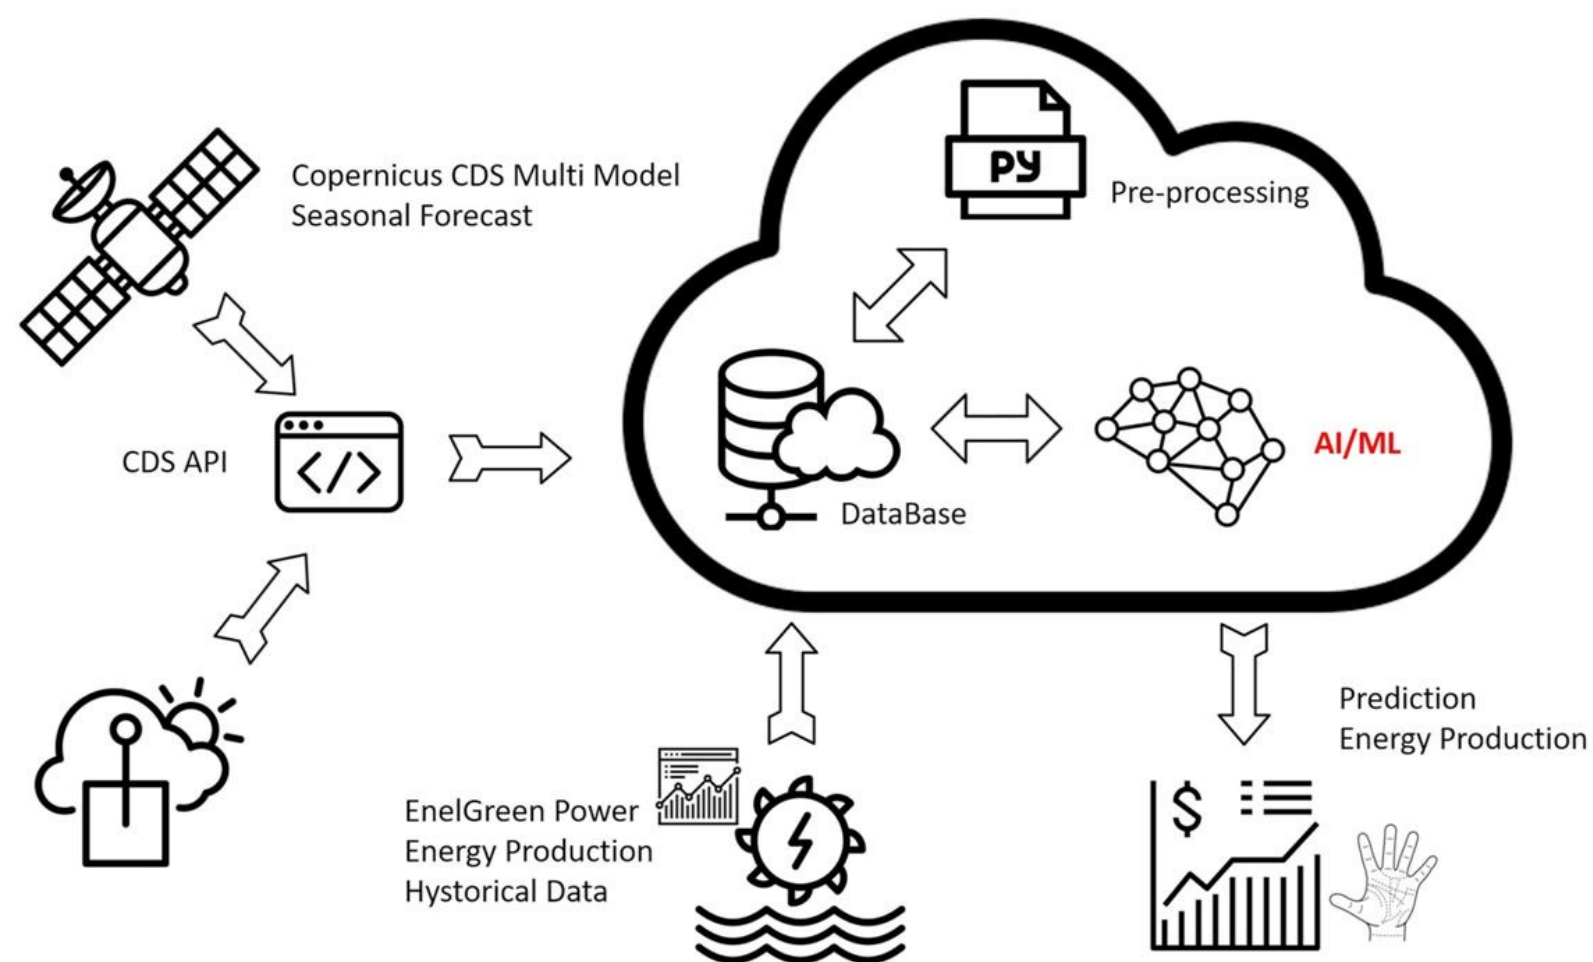 Copernicus CDS Multi Model
Seasonal Forecast
PY
Pre-processing
CDS API
</>
DataBase
AI/ML
EnelGreen Power
Energy Production
Hystorical Data
Prediction
Energy Production
$